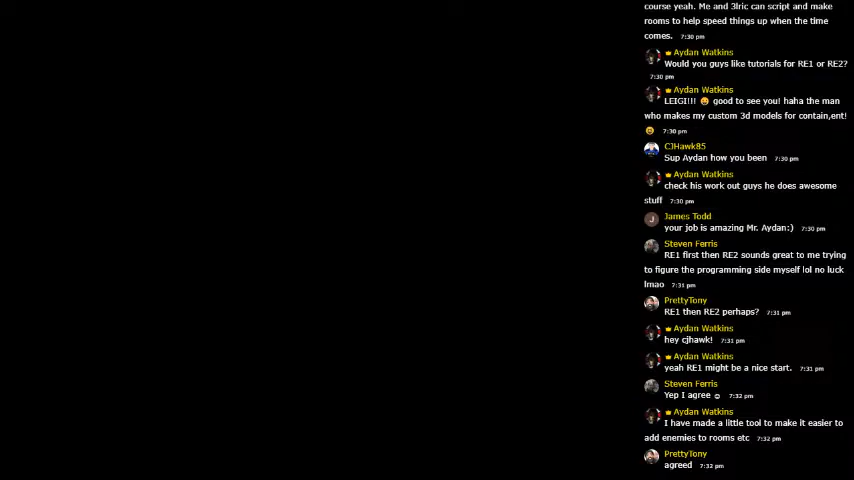 course yeah. Me and 3lric can script and make
rooms to help speed things up when the time
comes. 7:30 pm
Aydan Watkins
Would you guys like tutorials for RE1 or RE2?
7:30 pm
Aydan Watkins
LEIGI!!! 😛 good to see you! haha the man
who makes my custom 3d models for contain,ent!
😀 7:30 pm
CJHawk85
Sup Aydan how you been 7:30 pm
Aydan Watkins
check his work out guys he does awesome
stuff 7:30 pm
James Todd
your job is amazing Mr. Aydan:) 7:30 pm
Steven Ferris
RE1 first then RE2 sounds great to me trying
to figure the programming side myself lol no luck
lmao 7:31 pm
PrettyTony
RE1 then RE2 perhaps? 7:31 pm
Aydan Watkins
hey cjhawk! 7:31 pm
Aydan Watkins
yeah RE1 might be a nice start. 7:31 pm
Steven Ferris
Yep I agree ☺ 7:32 pm
Aydan Watkins
I have made a little tool to make it easier to
add enemies to rooms etc 7:32 pm
PrettyTony
agreed 7:32 pm